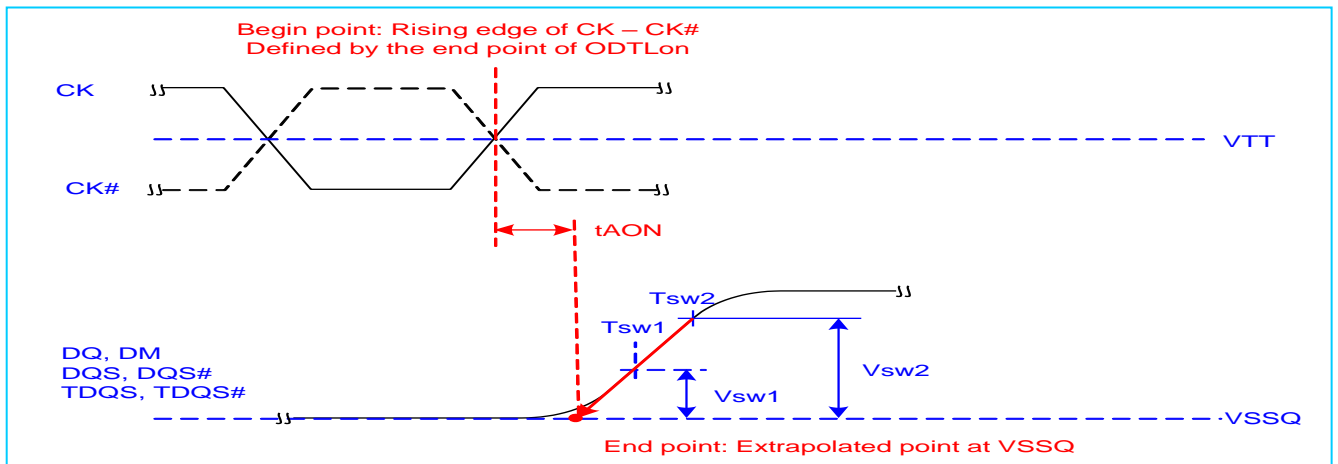 Begin point: Rising edge of CK – CK#
Defined by the end point of ODTLon
CK
VTT
CK#
tAON
Tsw2
Tsw1
DQ, DM
DQS, DQS#
TDQS, TDQS#
Vsw2
Vsw1
VSSQ
End point: Extrapolated point at VSSQ